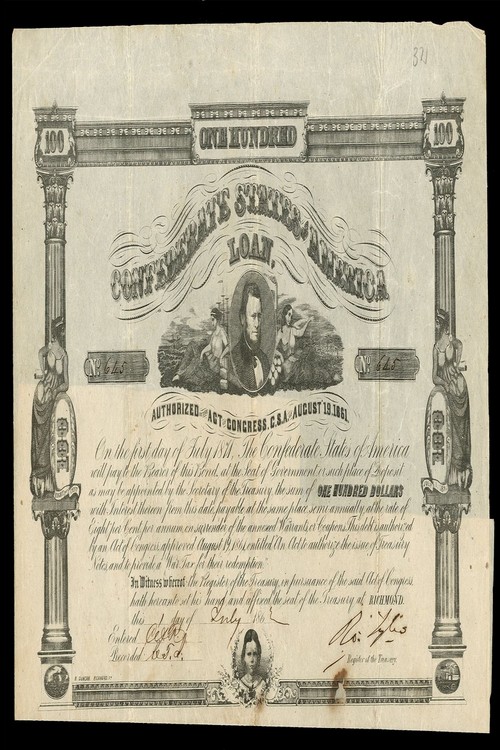 321
ONE HUNDRED
100 100
CONFEDERATE STATES OF AMERICA
LOAN.
No 645 No 645
AUTHORIZED BY ACT OF CONGRESS, C.S.A. OF AUGUST 19, 1861.
On the first day of July 1871, The Confederate States of America
will pay to the Bearer of this Bond, at the Seat of Government or such place of Deposit
as may be appointed by the Secretary of the Treasury, the sum of ONE HUNDRED DOLLARS
with Interest thereon from this date, payable at the same place semi-annually at the rate of
Eight per Cent per annum, on surrender of the annexed Warrants or Coupons. This debt is authorized
by an Act of Congress, approved August 19, 1861, entitled An Act to authorize the issue of Treasury
Notes, and to provide a War Tax for their redemption.
In Witness whereof, the Register of the Treasury, in pursuance of the said Act of Congress,
hath hereunto set his hand and affixed the seal of the Treasury at RICHMOND.
this day of July 1862
Entered
Recorded
Ro. Tyler
Register of the Treasury.